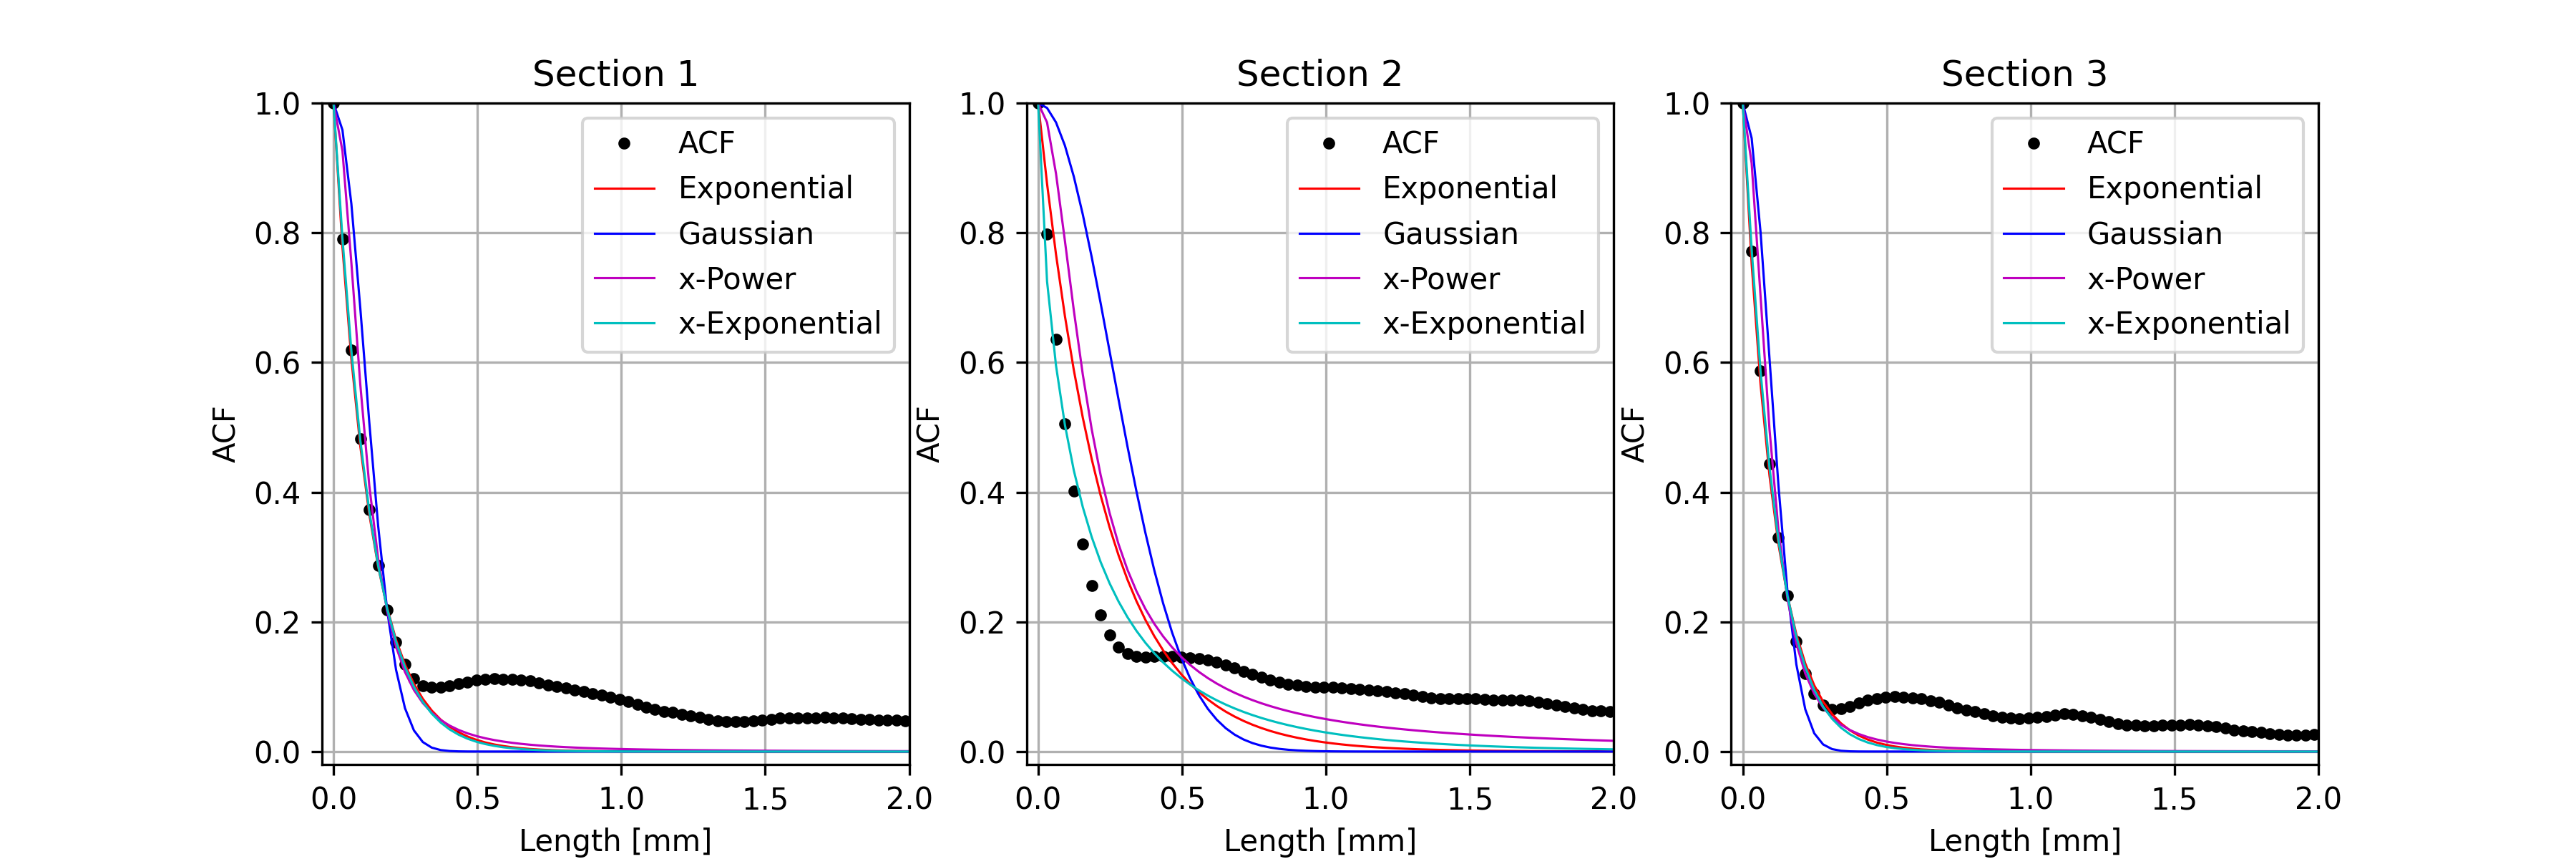 Section 1
1.0
0.8
0.6
0.4
0.2
0.0
ACF
0.0 0.5 1.0 1.5 2.0
Length [mm]
ACF
Exponential
Gaussian
x-Power
x-Exponential
Section 2
1.0
0.8
0.6
0.4
0.2
0.0
ACF
0.0 0.5 1.0 1.5 2.0
Length [mm]
ACF
Exponential
Gaussian
x-Power
x-Exponential
Section 3
1.0
0.8
0.6
0.4
0.2
0.0
ACF
0.0 0.5 1.0 1.5 2.0
Length [mm]
ACF
Exponential
Gaussian
x-Power
x-Exponential